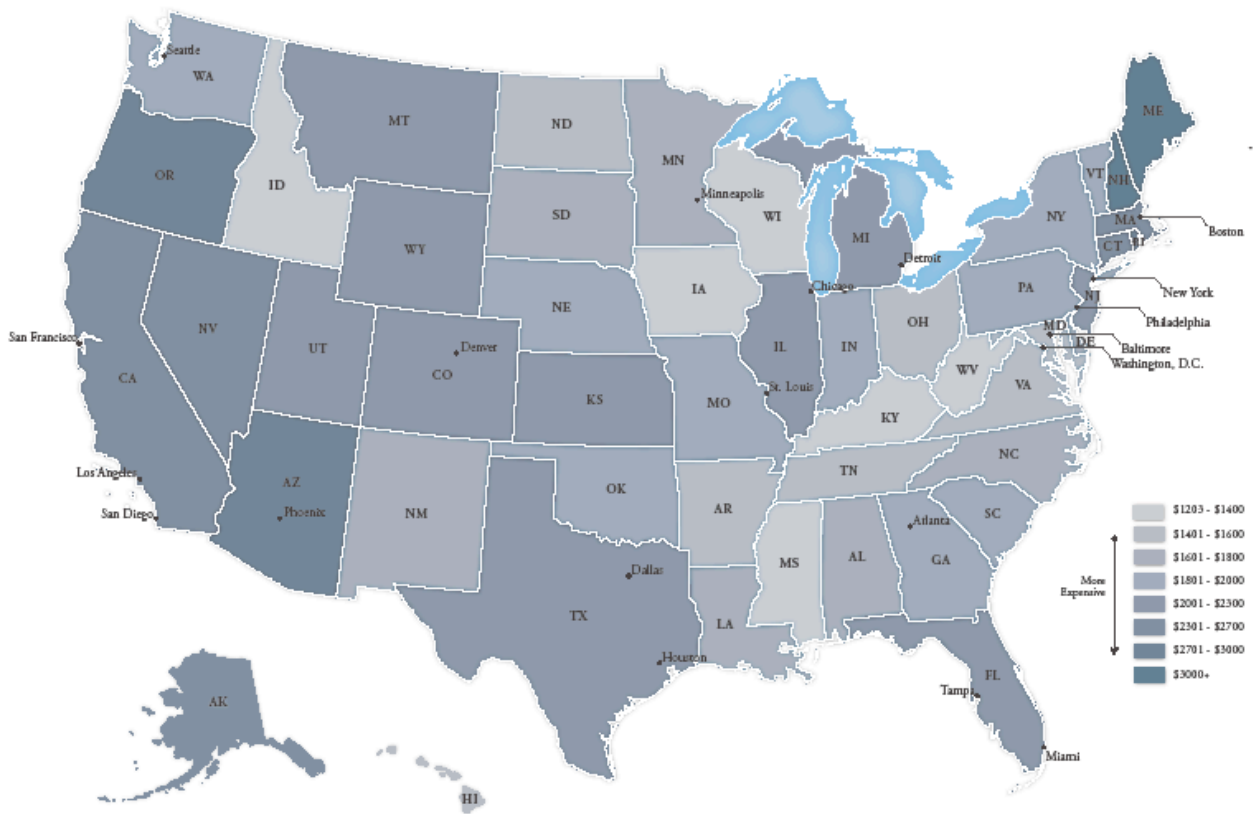 Seattle
WA
MT
ND
MN
ME
OR
ID
VT
NH
SD
Minneapolis
WI
NY
MA
Boston
WY
MI
CT
RI
Detroit
IA
Chicago
PA
NJ
New York
NE
OH
Philadelphia
San Francisco
NV
UT
Denver
CO
IL
IN
MD
DE
Baltimore
Washington, D.C.
CA
KS
St. Louis
MO
WV
VA
KY
Los Angeles
AZ
TN
NC
San Diego
Phoenix
NM
OK
AR
Atlanta
SC
MS
AL
GA
Dallas
TX
LA
Houston
FL
Tampa
Miami
AK
HI
$1203 - $1400
$1401 - $1600
$1601 - $1800
$1801 - $2000
$2001 - $2300
$2301 - $2700
$2701 - $3000
$3000+
More
Expensive